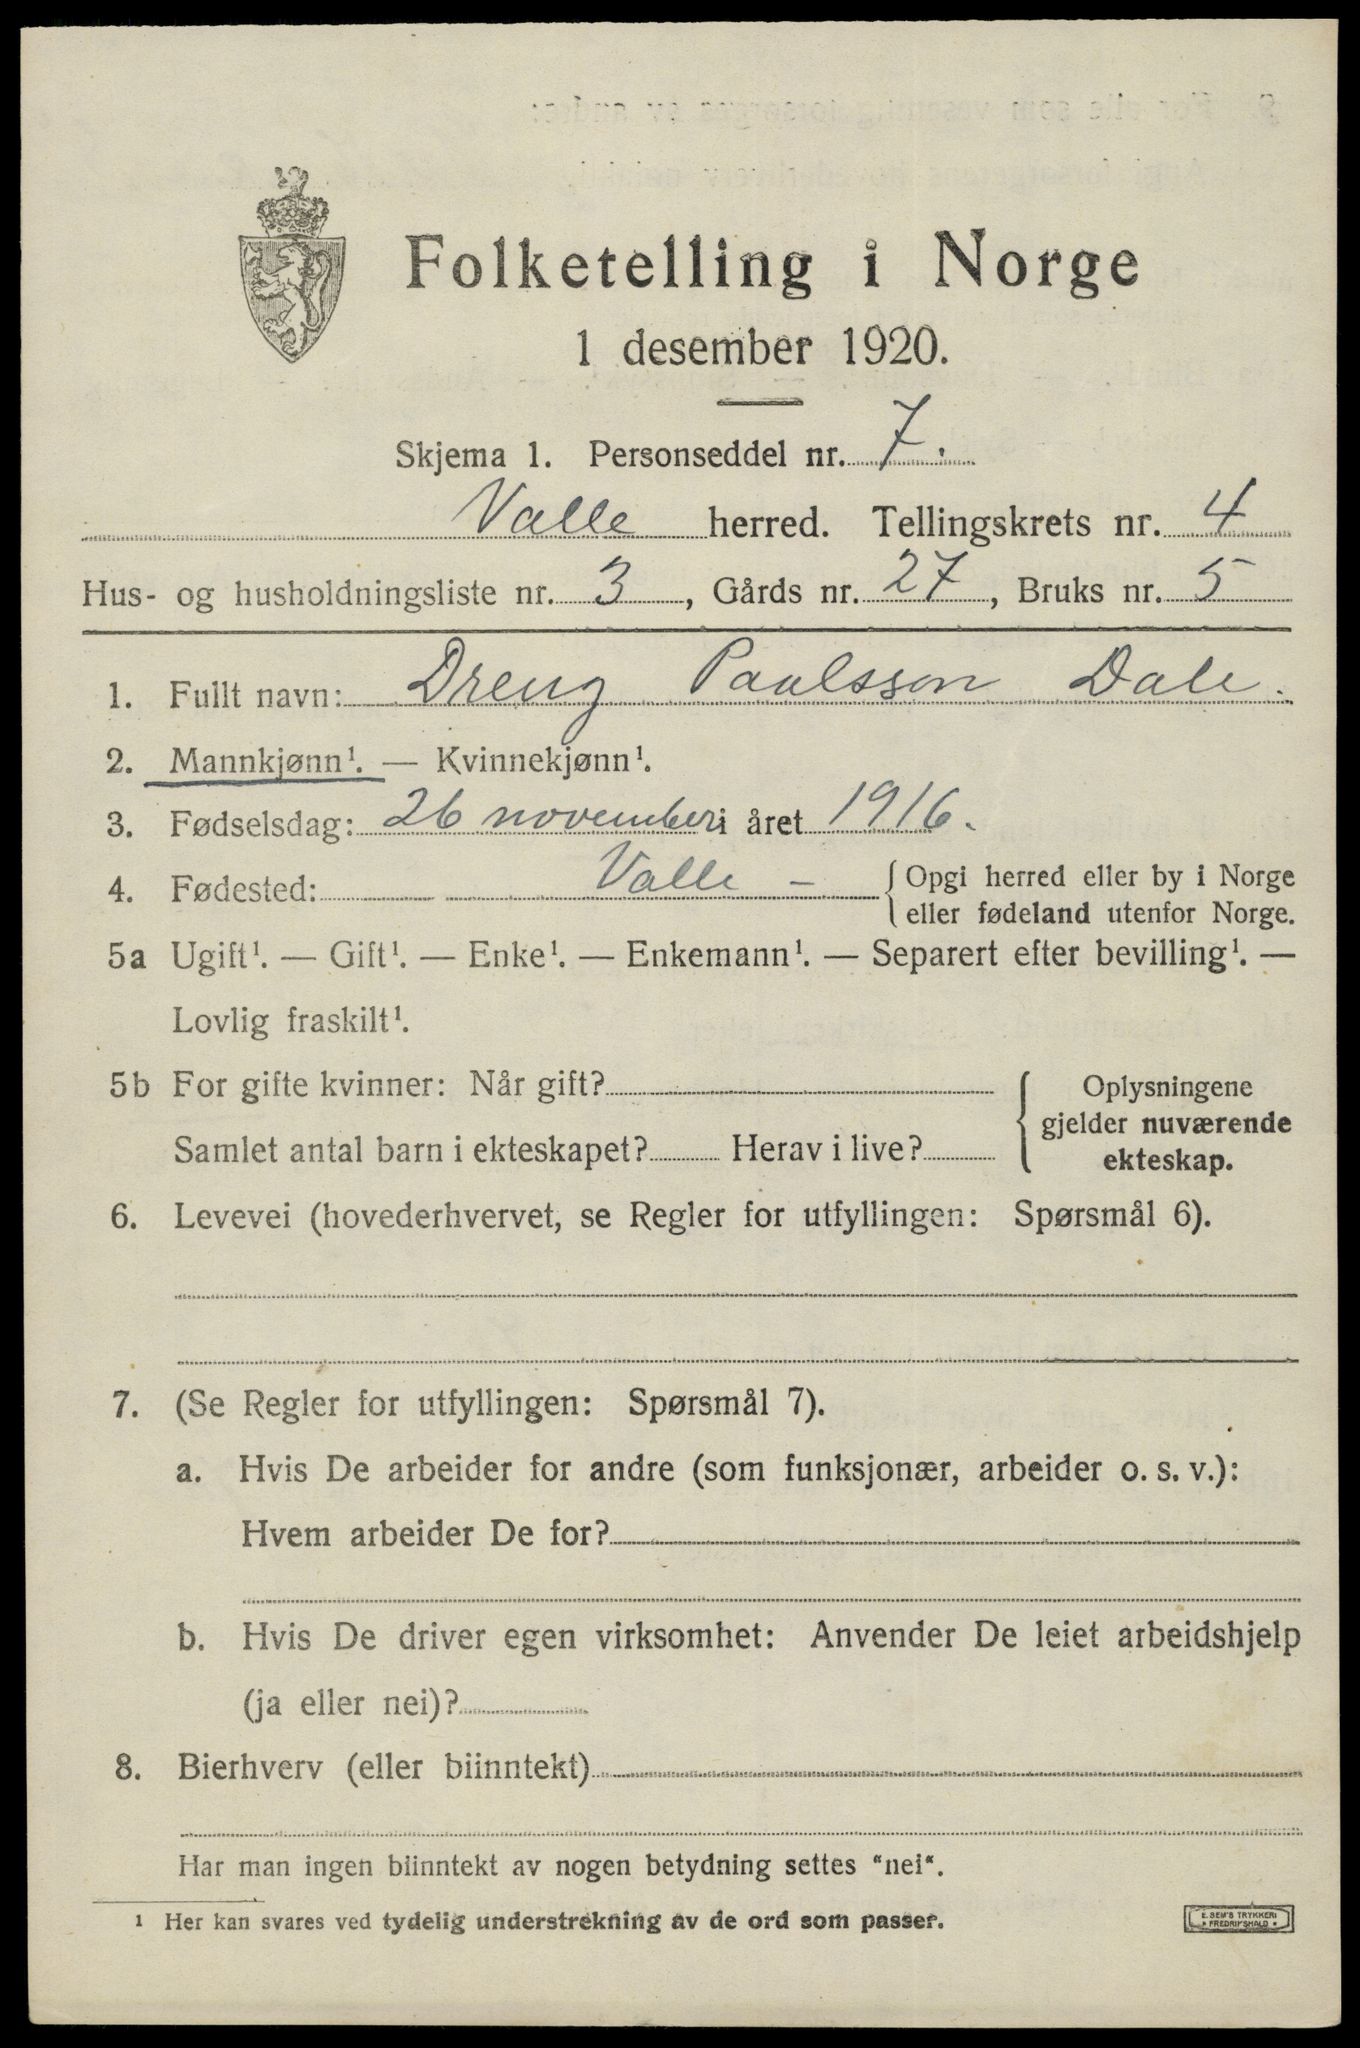 Folketelling i Norge
1 desember 1920.
Skjema 1. Personseddel nr. 7.
Valle herred. Tellingskrets nr. 4
Hus- og husholdningsliste nr. 3, Gårds nr. 27, Bruks nr. 5
1. Fullt navn: Dreng Paulsson Dale.
2. Mannkjønn¹. — Kvinnekjønn¹.
3. Fødselsdag: 26 november i året 1916.
4. Fødested: Valle – { Opgi herred eller by i Norge
eller fødeland utenfor Norge.
5a Ugift¹. — Gift¹. — Enke¹. — Enkemann¹. — Separert efter bevilling¹. —
Lovlig fraskilt¹.
5b For gifte kvinner: Når gift? { Oplysningene
gjelder nuværende
Samlet antal barn i ekteskapet? Herav i live? ekteskap.
6. Levevei (hovederhvervet, se Regler for utfyllingen: Spørsmål 6).
7. (Se Regler for utfyllingen: Spørsmål 7).
a. Hvis De arbeider for andre (som funksjonær, arbeider o. s. v.):
Hvem arbeider De for?
b. Hvis De driver egen virksomhet: Anvender De leiet arbeidshjelp
(ja eller nei)?
8. Bierhverv (eller biinntekt)
Har man ingen biinntekt av nogen betydning settes "nei".
¹ Her kan svares ved tydelig understrekning av de ord som passer.
E. SEM'S TRYKKERI
* FREDRIKSHALD *